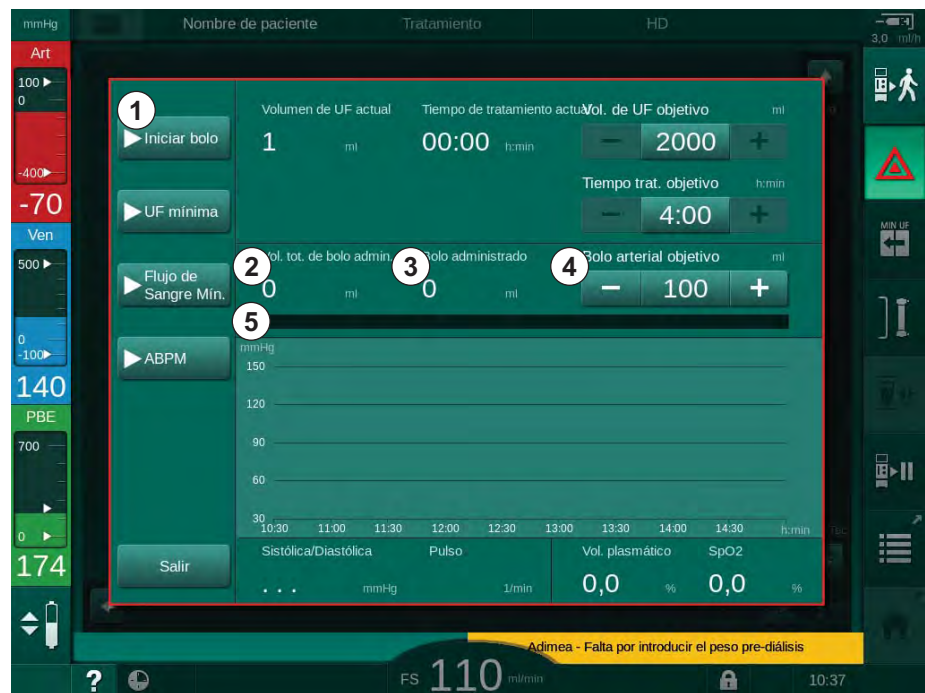 mmHg
Nombre de paciente
Tratamiento
HD
3,0 ml/h
Art
100
0
-400
-70
Ven
500
0
-100
140
PBE
700
0
174
1
Iniciar bolo
UF mínima
Flujo de
Sangre Mín.
ABPM
Salir
Volumen de UF actual
1 ml
Tiempo de tratamiento actual
00:00 h:min
Vol. de UF objetivo ml
− 2000 +
Tiempo trat. objetivo h:min
− 4:00 +
2
Vol. tot. de bolo admin.
0 ml
3
Bolo administrado
0 ml
4
Bolo arterial objetivo ml
− 100 +
5
mmHg
150
120
90
60
30
10:30 11:00 11:30 12:00 12:30 13:00 13:30 14:00 14:30 h:min
Sistólica/Diastólica
. . . mmHg
Pulso
1/min
Vol. plasmático
0,0 %
SpO2
0,0 %
MIN UF
Adimea - Falta por introducir el peso pre-diálisis
?
FS 110 ml/min
10:37